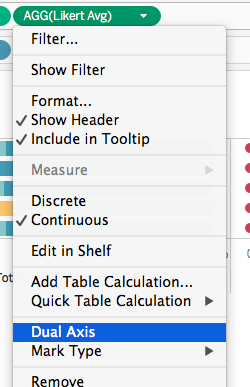 AGG(Likert Avg)
Filter...
Show Filter
Format...
Show Header
Include in Tooltip
Measure
Discrete
Continuous
Edit in Shelf
Add Table Calculation...
Quick Table Calculation
Dual Axis
Mark Type
Remove